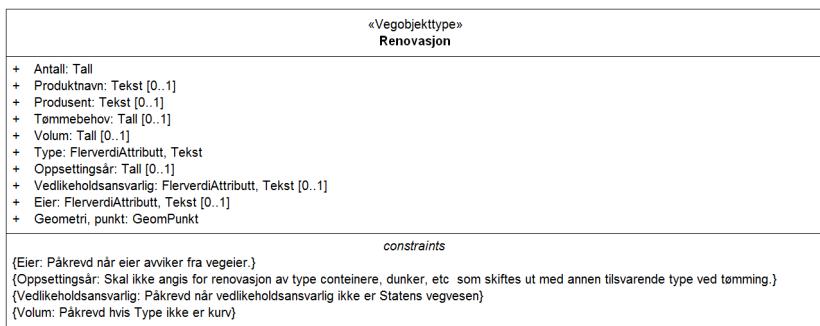 «Vegobjekttype»
Renovasjon
+ Antall: Tall
+ Produktnavn: Tekst [0..1]
+ Produsent: Tekst [0..1]
+ Tømmebehov: Tall [0..1]
+ Volum: Tall [0..1]
+ Type: FlerverdiAttributt, Tekst
+ Oppsettingsår: Tall [0..1]
+ Vedlikeholdsansvarlig: FlerverdiAttributt, Tekst [0..1]
+ Eier: FlerverdiAttributt, Tekst [0..1]
+ Geometri, punkt: GeomPunkt
constraints
{Eier: Påkrevd når eier avviker fra vegeier.}
{Oppsettingsår: Skal ikke angis for renovasjon av type conteinere, dunker, etc  som skiftes ut med annen tilsvarende type ved tømming.}
{Vedlikeholdsansvarlig: Påkrevd når vedlikeholdsansvarlig ikke er Statens vegvesen}
{Volum: Påkrevd hvis Type ikke er kurv}